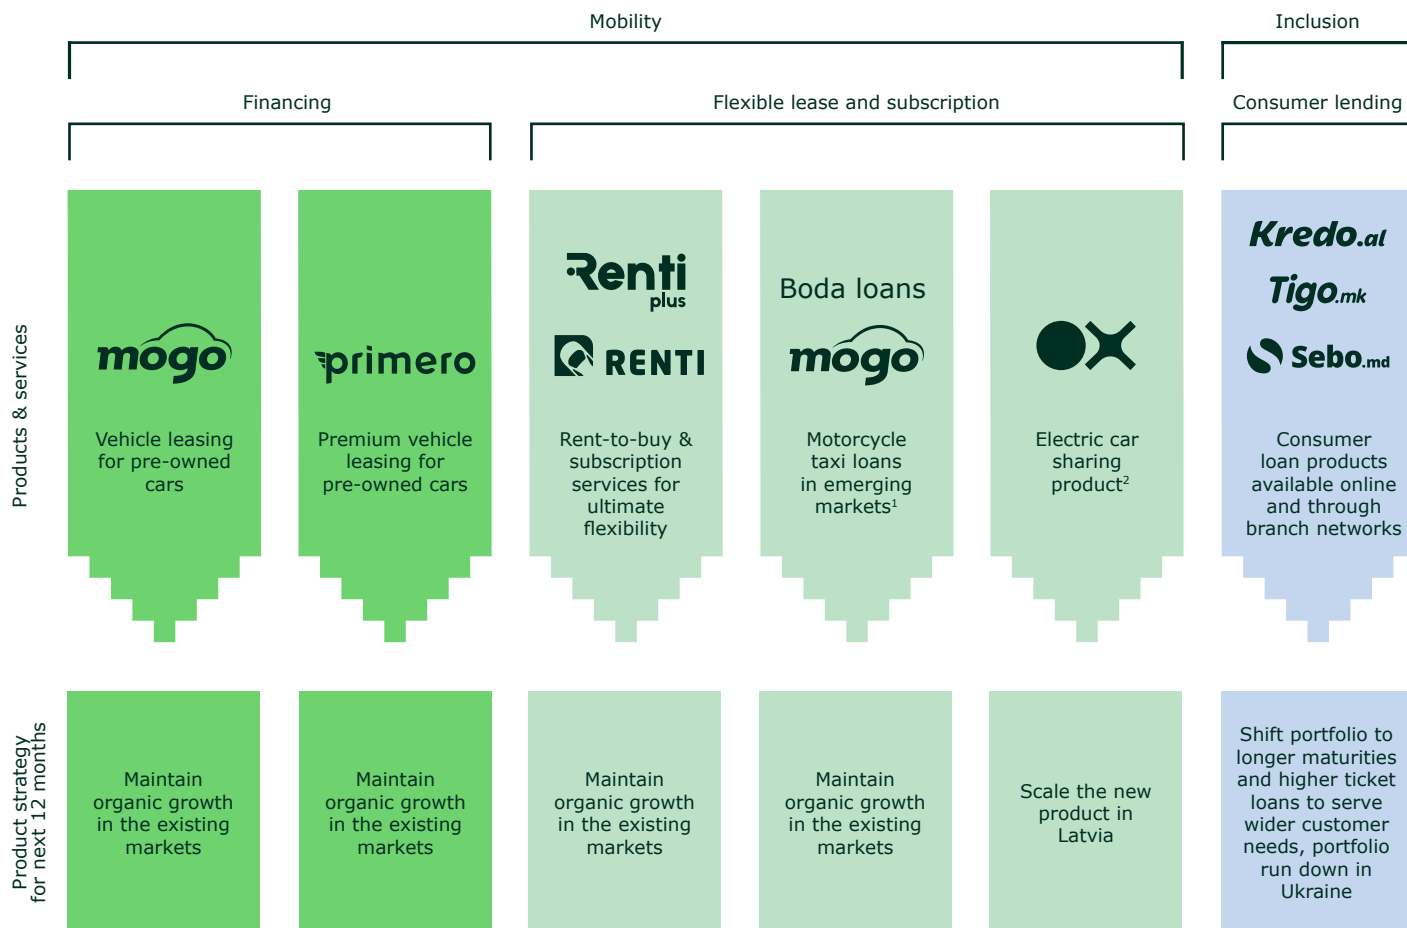 Mobility
Inclusion
Financing
Flexible lease and subscription
Consumer lending
Products & services
mogo
Vehicle leasing
for pre-owned
cars
primero
Premium vehicle
leasing for
pre-owned cars
Renti
plus
RENTI
Rent-to-buy &
subscription
services for
ultimate
flexibility
Boda loans
mogo
Motorcycle
taxi loans
in emerging
markets¹
OX
Electric car
sharing
product²
Kredo.al
Tigo.mk
Sebo.md
Consumer
loan products
available online
and through
branch networks
Product strategy
for next 12 months
Maintain
organic growth
in the existing
markets
Maintain
organic growth
in the existing
markets
Maintain
organic growth
in the existing
markets
Maintain
organic growth
in the existing
markets
Scale the new
product in
Latvia
Shift portfolio to
longer maturities
and higher ticket
loans to serve
wider customer
needs, portfolio
run down in
Ukraine